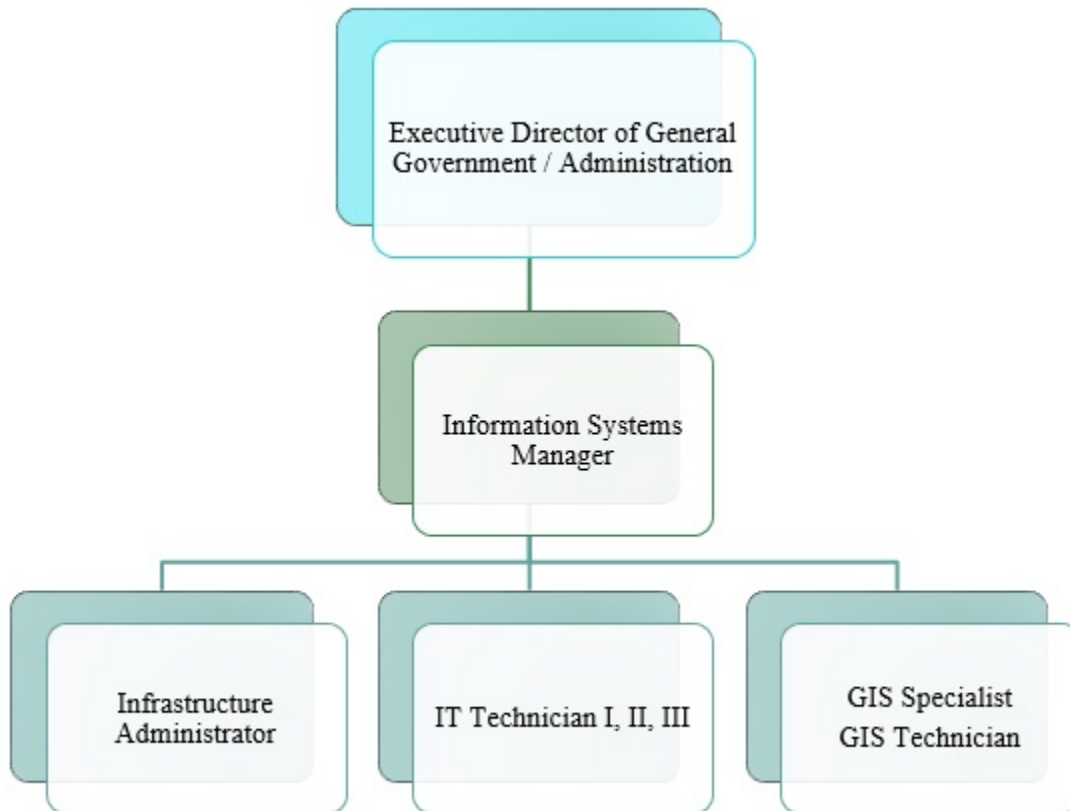 Executive Director of General
Government / Administration
Information Systems
Manager
Infrastructure
Administrator
IT Technician I, II, III
GIS Specialist
GIS Technician